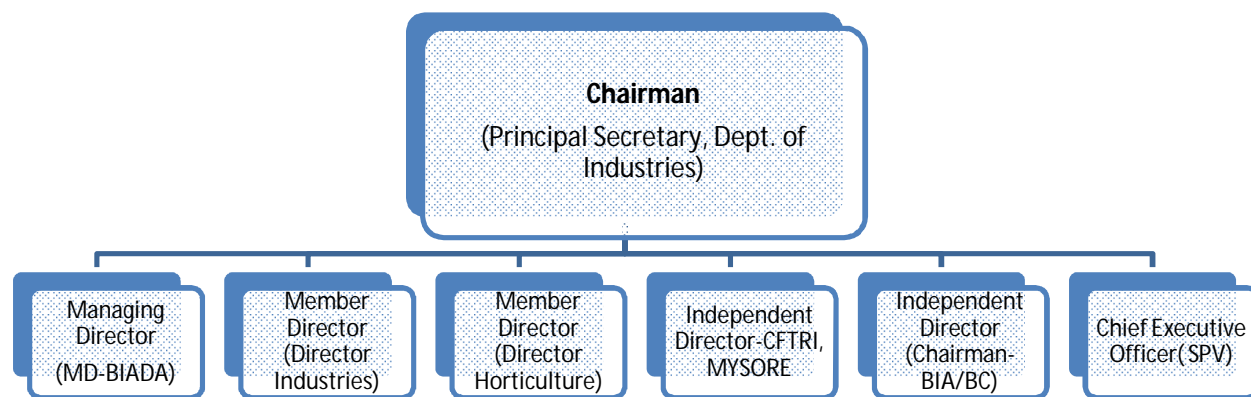 Chairman
(Principal Secretary, Dept. of
Industries)
Managing
Director
(MD-BIADA)
Member
Director
(Director
Industries)
Member
Director
(Director
Horticulture)
Independent
Director-CFTRI,
MYSORE
Independent
Director
(Chairman-
BIA/BC)
Chief Executive
Officer( SPV)